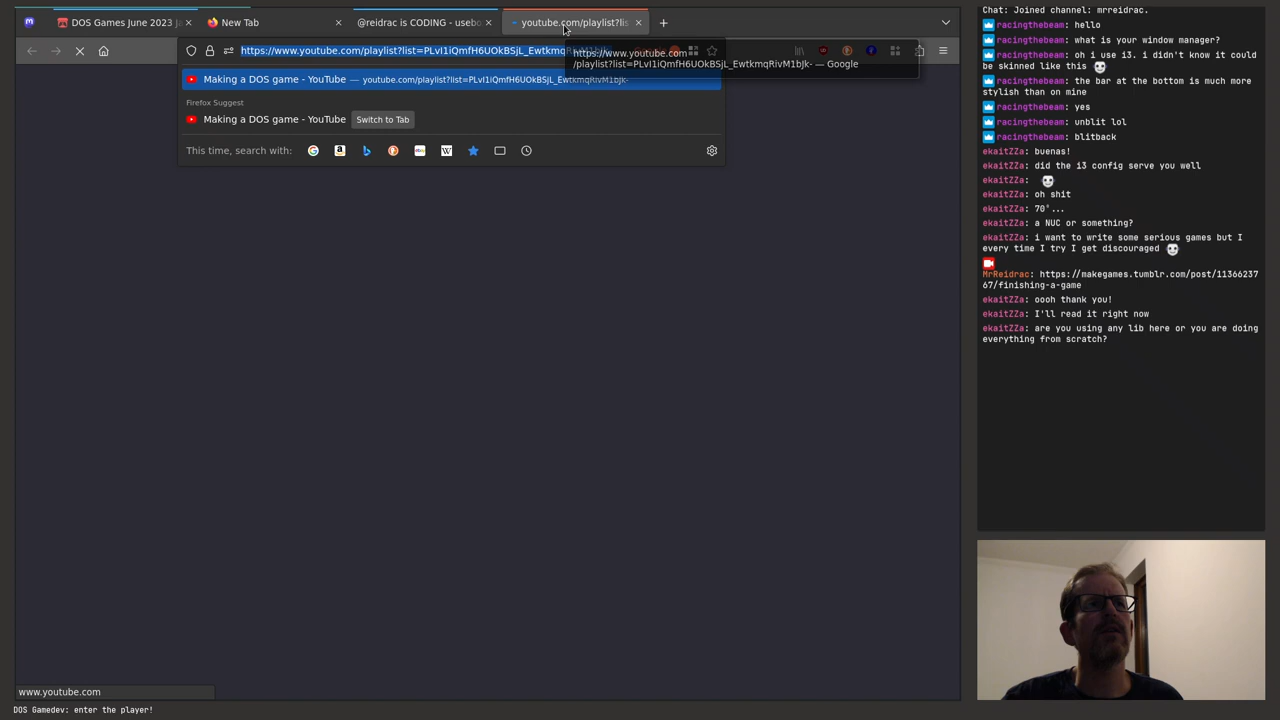 DOS Games June 2023 J
New Tab
@reidrac is CODING - usebo
youtube.com/playlist?lis
https://www.youtube.com/playlist?list=PLvI1iQmfH6UOkBSjL_Ewtkmq
https://www.youtube.com
/playlist?list=PLvI1iQmfH6UOkBSjL_EwtkmqRivM1bJk- — Google
Making a DOS game - YouTube — youtube.com/playlist?list=PLvI1iQmfH6UOkBSjL_EwtkmqRivM1bJk-
Firefox Suggest
Making a DOS game - YouTube Switch to Tab
This time, search with:
www.youtube.com
DOS Gamedev: enter the player!
Chat: Joined channel: mrreidrac.
racingthebeam: hello
racingthebeam: what is your window manager?
racingthebeam: oh i use i3. i didn't know it could
be skinned like this
racingthebeam: the bar at the bottom is much more
stylish than on mine
racingthebeam: yes
racingthebeam: unblit lol
racingthebeam: blitback
ekaitZZa: buenas!
ekaitZZa: did the i3 config serve you well
ekaitZZa:
ekaitZZa: oh shit
ekaitZZa: 70°...
ekaitZZa: a NUC or something?
ekaitZZa: i want to write some serious games but I
every time I try I get discouraged
MrReidrac: https://makegames.tumblr.com/post/11366237
67/finishing-a-game
ekaitZZa: oooh thank you!
ekaitZZa: I'll read it right now
ekaitZZa: are you using any lib here or you are doing
everything from scratch?